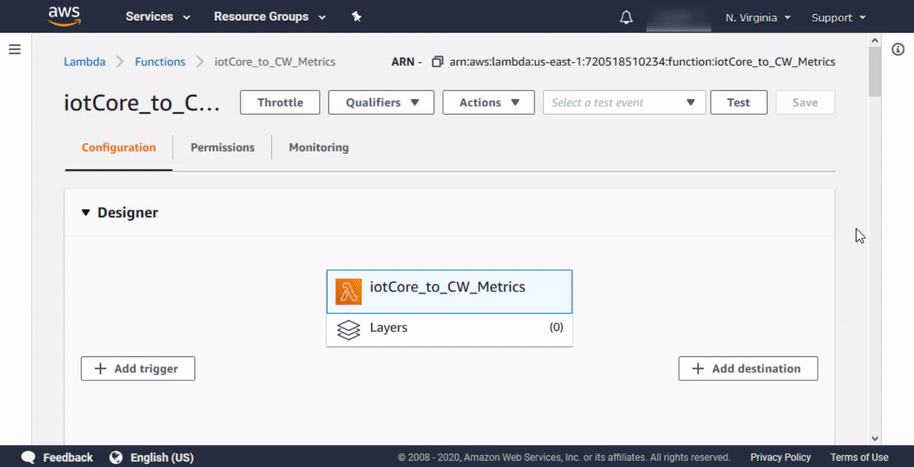 aws Services Resource Groups N. Virginia Support
Lambda Functions iotCore_to_CW_Metrics ARN - arn:aws:lambda:us-east-1:720518510234:function:iotCore_to_CW_Metrics
iotCore_to_C... Throttle Qualifiers Actions Select a test event Test Save
Configuration Permissions Monitoring
Designer
iotCore_to_CW_Metrics
Layers (0)
+ Add trigger + Add destination
Feedback English (US) © 2008 - 2020, Amazon Web Services, Inc. or its affiliates. All rights reserved. Privacy Policy Terms of Use